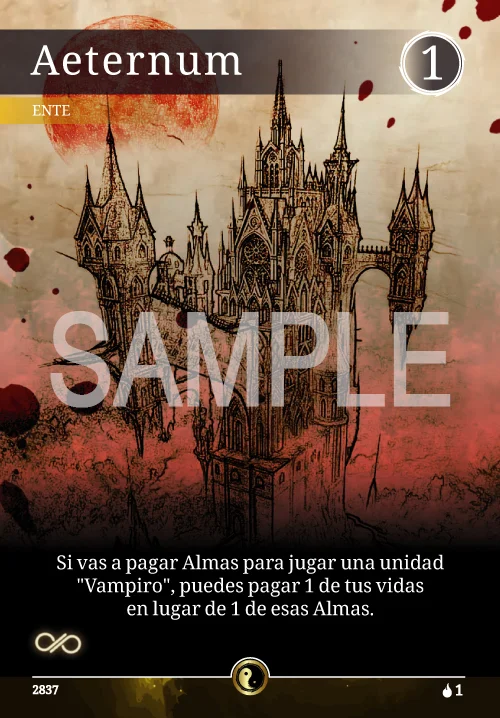 Aeternum
1
ENTE
SAMPLE
Si vas a pagar Almas para jugar una unidad
"Vampiro", puedes pagar 1 de tus vidas
en lugar de 1 de esas Almas.
2837
1